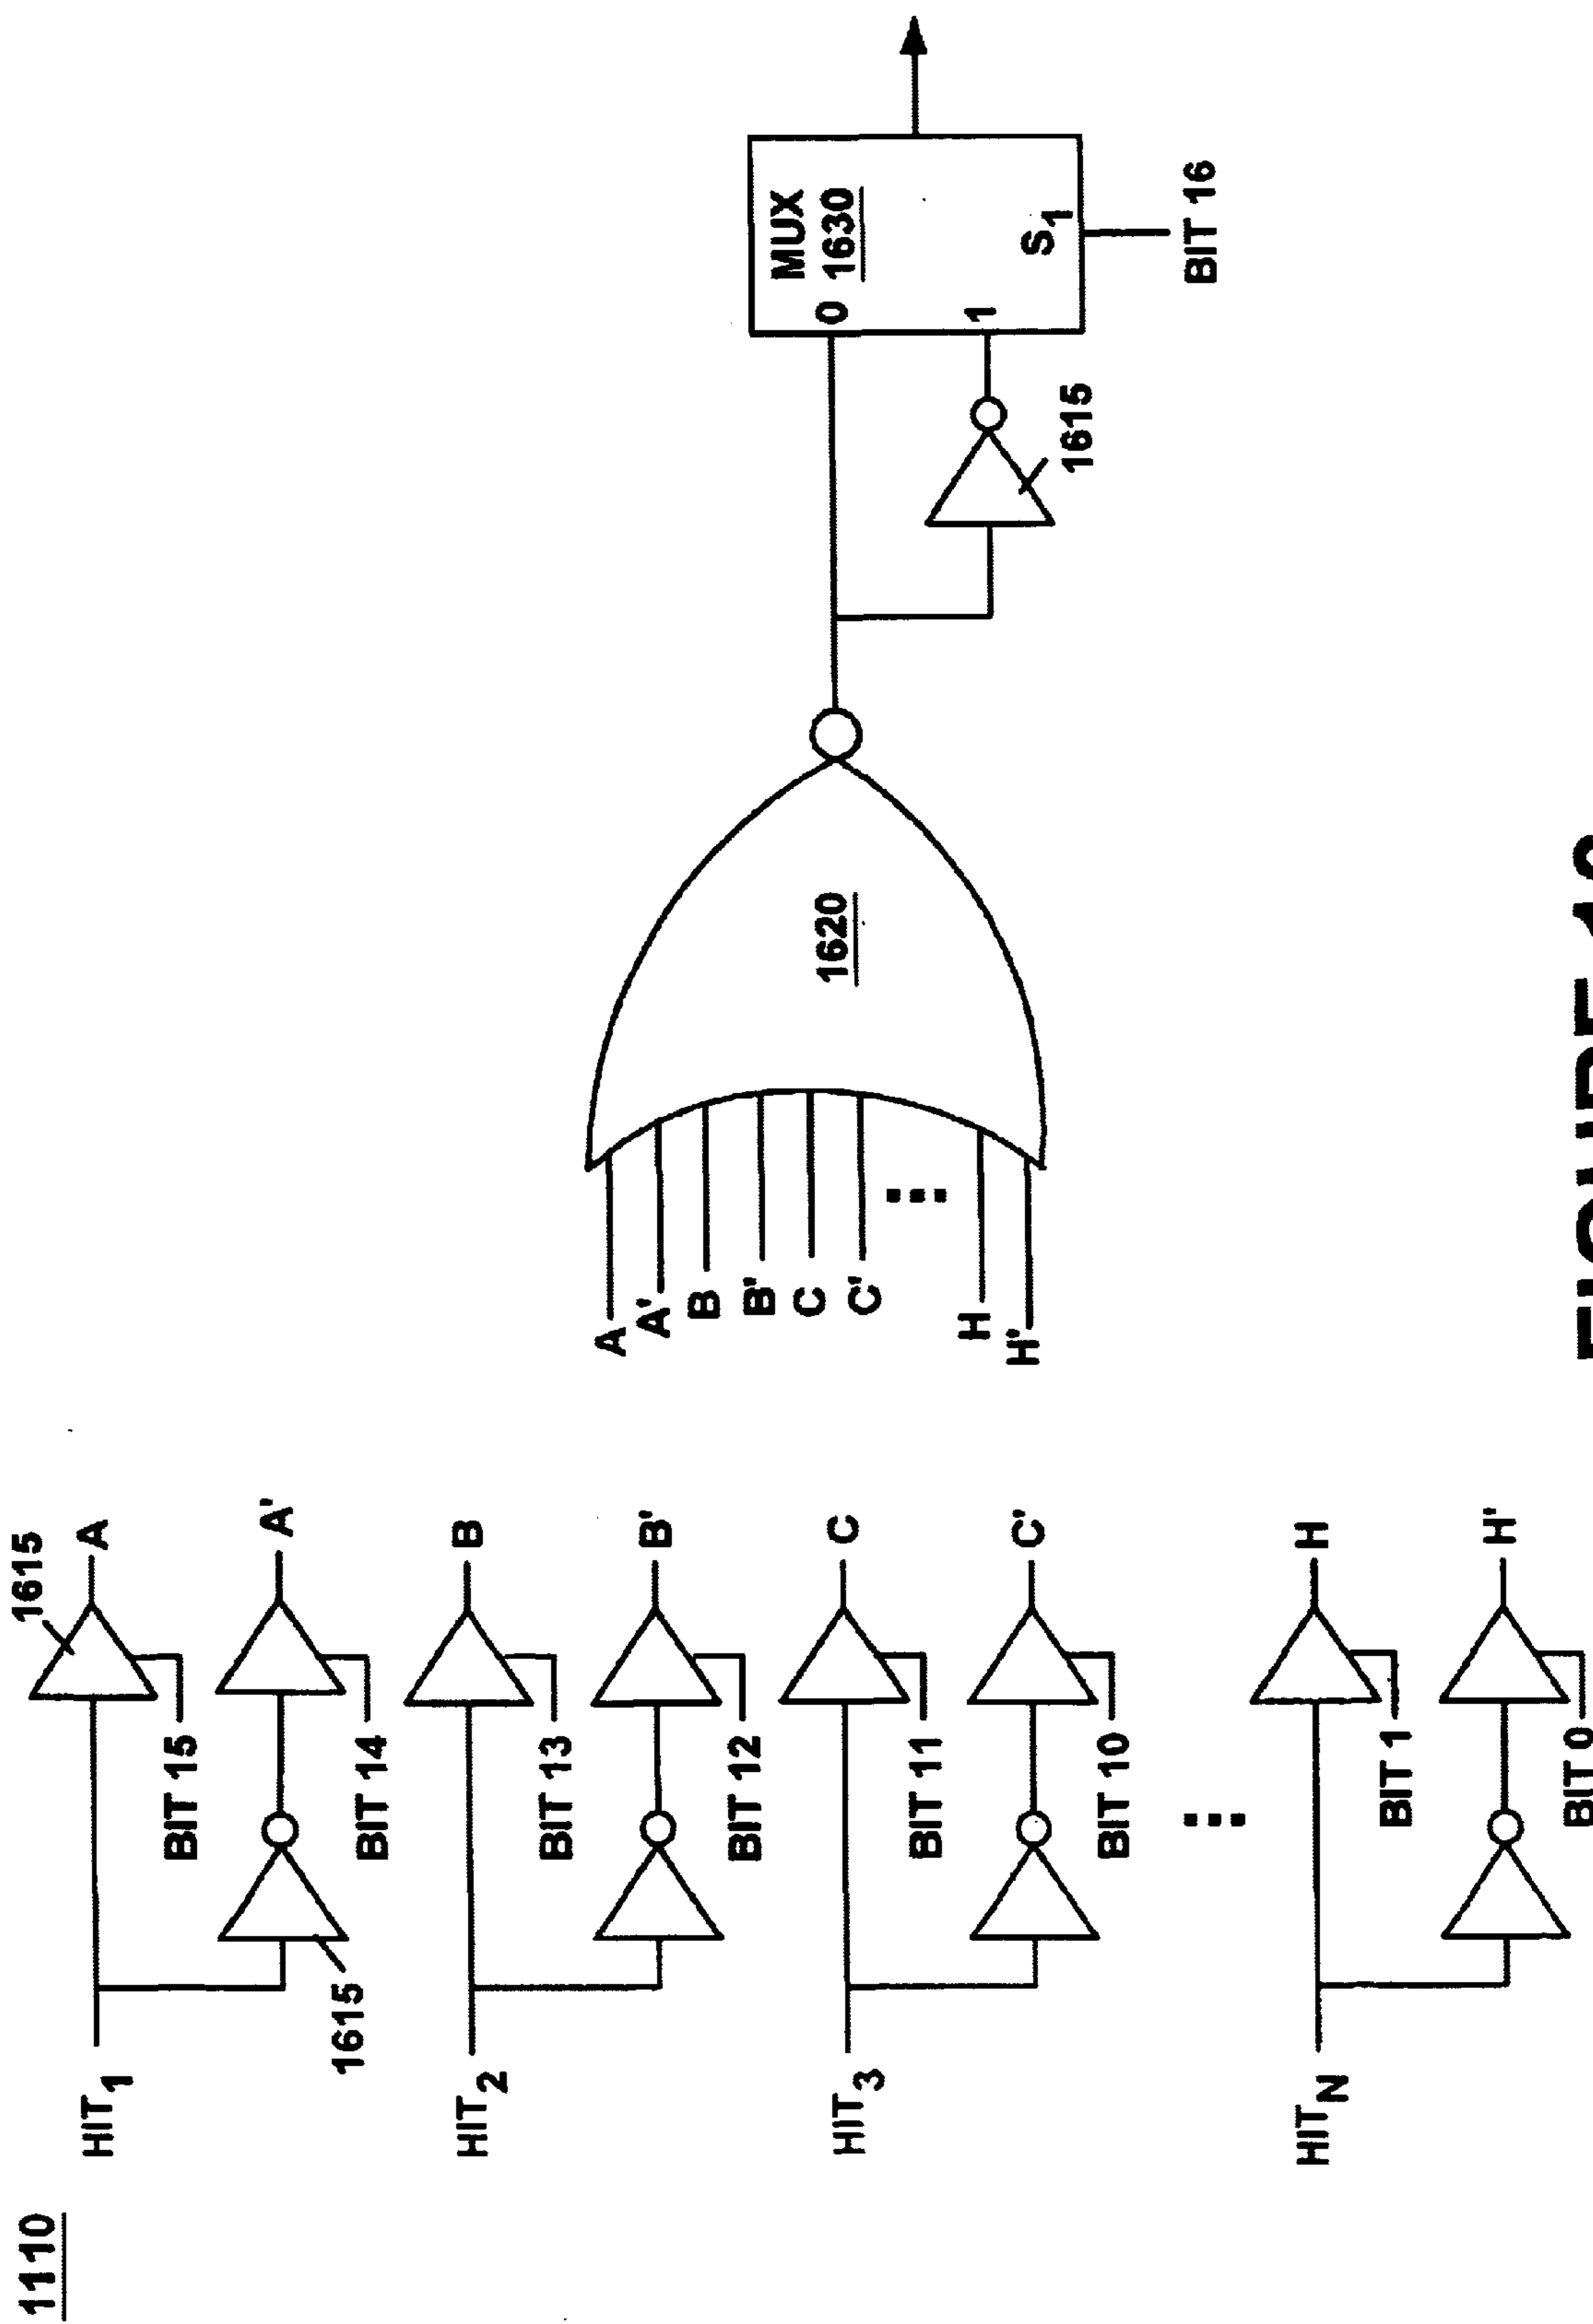 1110
HIT1
1615
BIT 15
1615
A
BIT 14
A'
HIT2
BIT 13
B
BIT 12
B'
HIT3
BIT 11
C
BIT 10
C'
HITN
BIT 1
H
BIT 0
H'
A
A'
B
B'
C
C'
H
H'
1620
1615
MUX
1630
0
1
S1
BIT 16